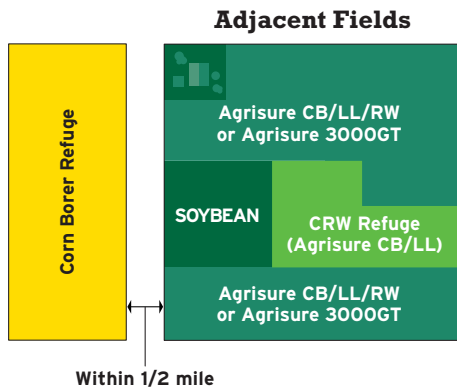 Adjacent Fields
Corn Borer Refuge
Agrisure CB/LL/RW
or Agrisure 3000GT
SOYBEAN
CRW Refuge
(Agrisure CB/LL)
Agrisure CB/LL/RW
or Agrisure 3000GT
Within 1/2 mile